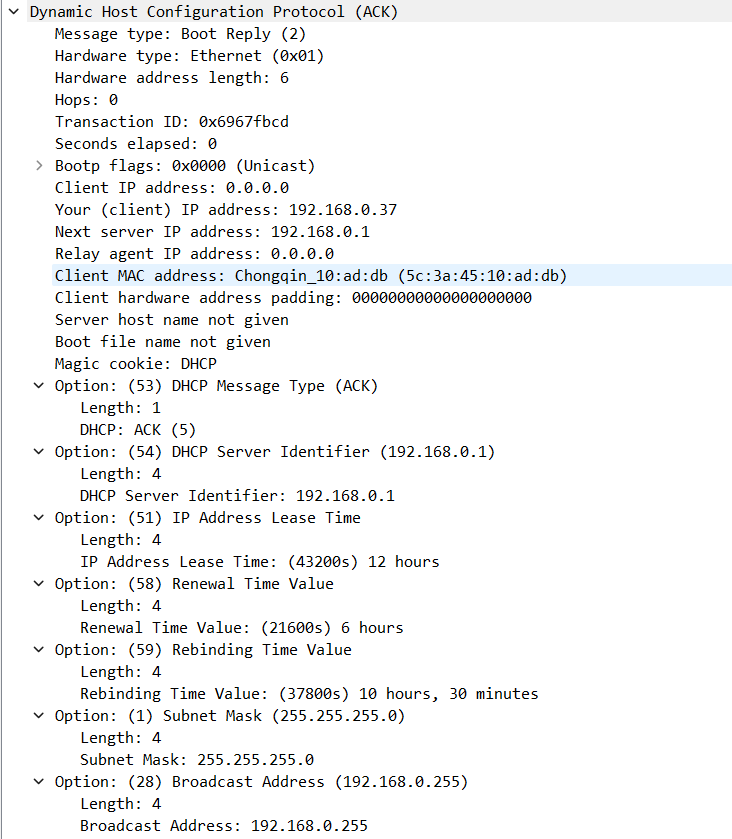 Dynamic Host Configuration Protocol (ACK)
Message type: Boot Reply (2)
Hardware type: Ethernet (0x01)
Hardware address length: 6
Hops: 0
Transaction ID: 0x6967fbcd
Seconds elapsed: 0
Bootp flags: 0x0000 (Unicast)
Client IP address: 0.0.0.0
Your (client) IP address: 192.168.0.37
Next server IP address: 192.168.0.1
Relay agent IP address: 0.0.0.0
Client MAC address: Chongqin_10:ad:db (5c:3a:45:10:ad:db)
Client hardware address padding: 00000000000000000000
Server host name not given
Boot file name not given
Magic cookie: DHCP
Option: (53) DHCP Message Type (ACK)
Length: 1
DHCP: ACK (5)
Option: (54) DHCP Server Identifier (192.168.0.1)
Length: 4
DHCP Server Identifier: 192.168.0.1
Option: (51) IP Address Lease Time
Length: 4
IP Address Lease Time: (43200s) 12 hours
Option: (58) Renewal Time Value
Length: 4
Renewal Time Value: (21600s) 6 hours
Option: (59) Rebinding Time Value
Length: 4
Rebinding Time Value: (37800s) 10 hours, 30 minutes
Option: (1) Subnet Mask (255.255.255.0)
Length: 4
Subnet Mask: 255.255.255.0
Option: (28) Broadcast Address (192.168.0.255)
Length: 4
Broadcast Address: 192.168.0.255